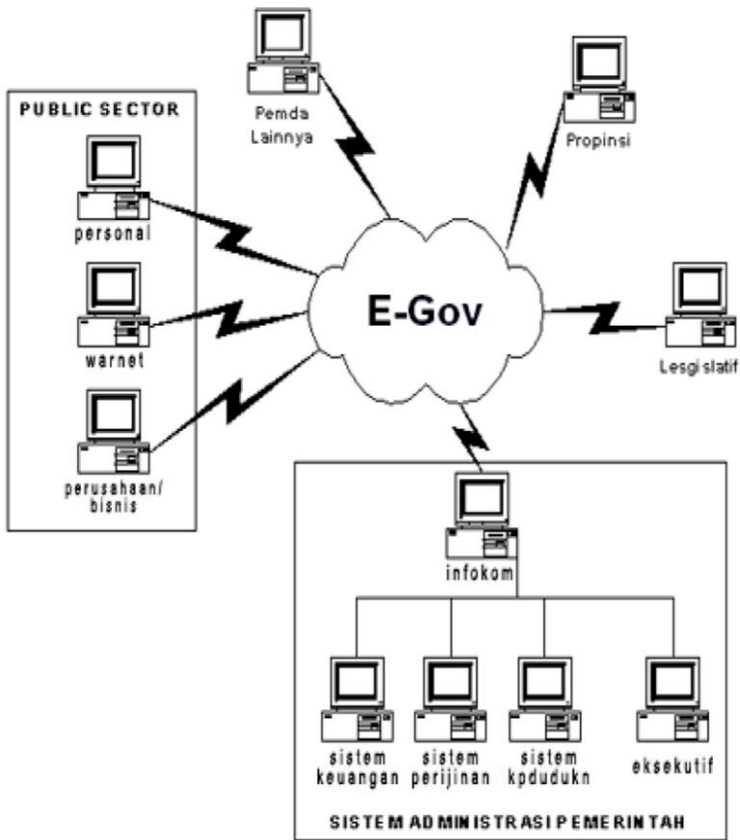 PUBLIC SECTOR
personal
warnet
perusahaan/
bisnis
Pemda
Lainnya
Propinsi
E-Gov
Lesgislatif
infokom
sistem
keuangan
sistem
perijinan
sistem
kpdudukn
eksekutif
SISTEM ADMINISTRASI PEMERINTAH